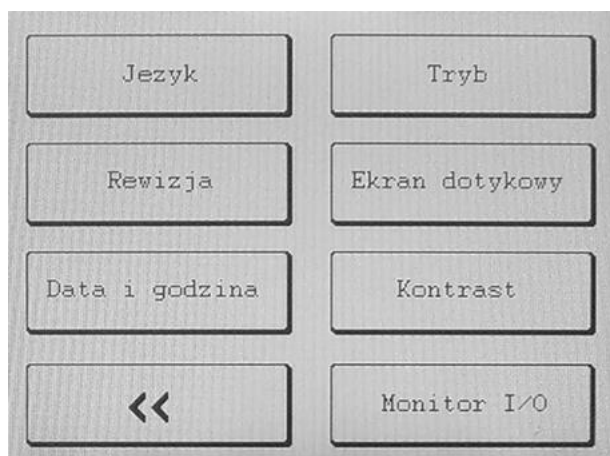 Jezyk
Tryb
Rewizja
Ekran dotykowy
Data i godzina
Kontrast
<<
Monitor I/O